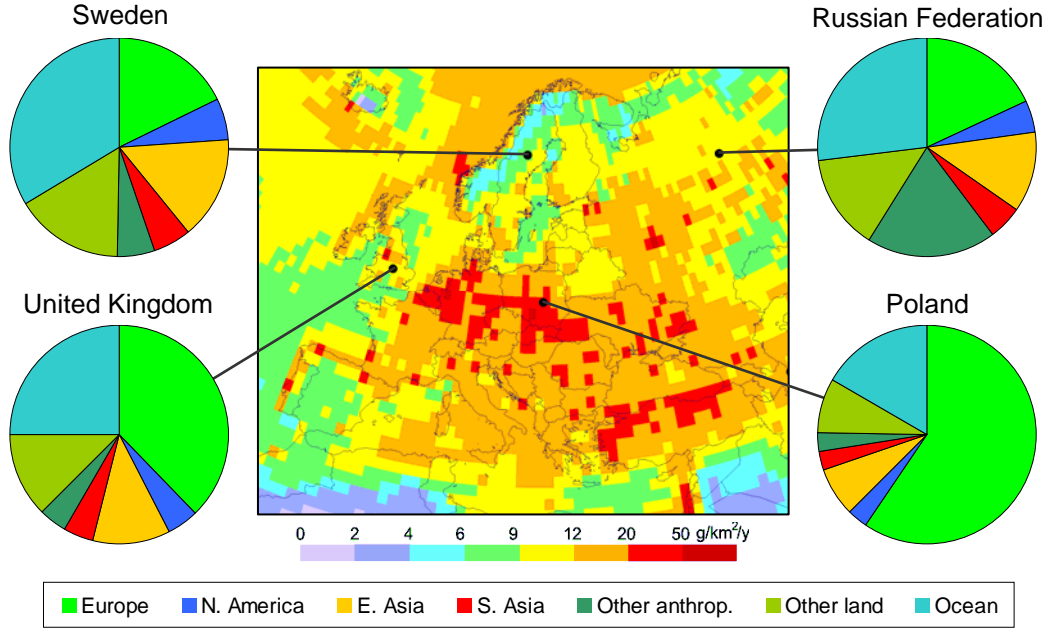 Sweden
Russian Federation
United Kingdom
Poland
0 2 4 6 9 12 20 50 g/km²/y
Europe N. America E. Asia S. Asia Other anthrop. Other land Ocean